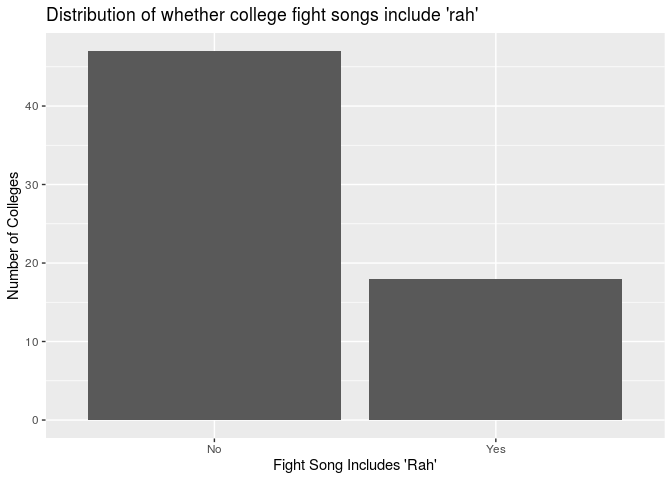 Distribution of whether college fight songs include 'rah'
Number of Colleges
40
30
20
10
0
No Yes
Fight Song Includes 'Rah'